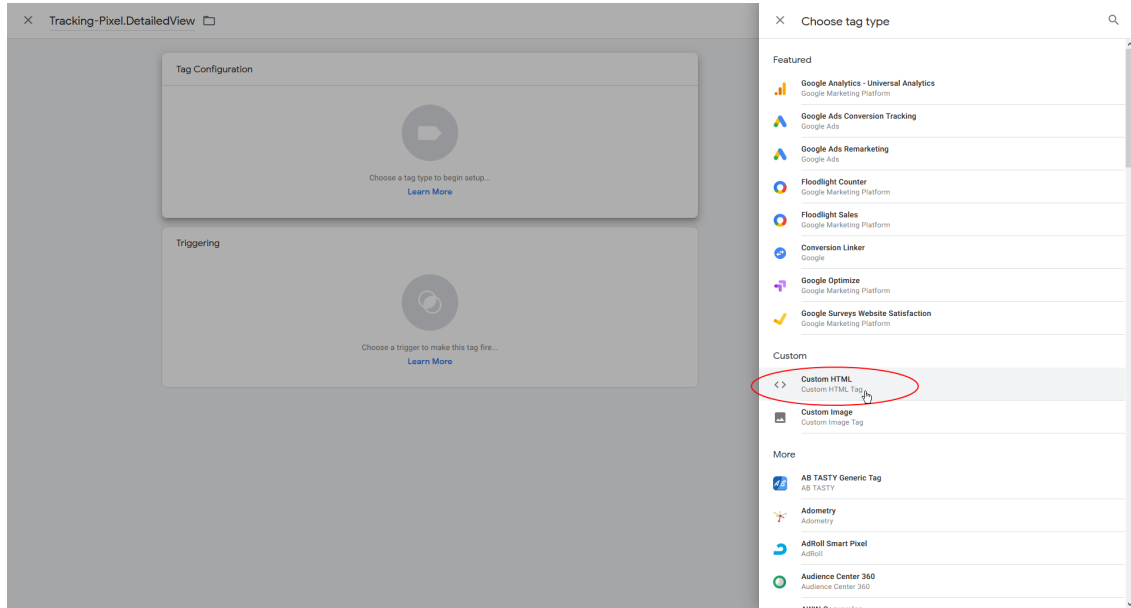 Tracking-Pixel.DetailedView
Tag Configuration
Choose a tag type to begin setup...
Learn More
Triggering
Choose a trigger to make this tag fire...
Learn More
Choose tag type
Featured
Google Analytics - Universal Analytics
Google Marketing Platform
Google Ads Conversion Tracking
Google Ads
Google Ads Remarketing
Google Ads
Floodlight Counter
Google Marketing Platform
Floodlight Sales
Google Marketing Platform
Conversion Linker
Google
Google Optimize
Google Marketing Platform
Google Surveys Website Satisfaction
Google Marketing Platform
Custom
Custom HTML
Custom HTML Tag
Custom Image
Custom Image Tag
More
AB TASTY Generic Tag
AB TASTY
Adometry
Adometry
AdRoll Smart Pixel
AdRoll
Audience Center 360
Audience Center 360